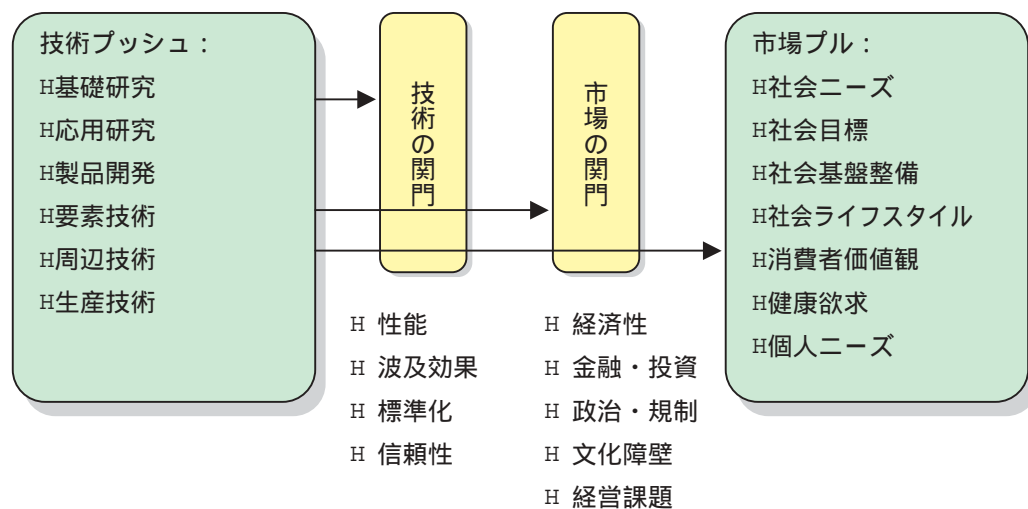 技術プッシュ：
H基礎研究
H応用研究
H製品開発
H要素技術
H周辺技術
H生産技術
技術の関門
H 性能
H 波及効果
H 標準化
H 信頼性
市場の関門
H 経済性
H 金融・投資
H 政治・規制
H 文化障壁
H 経営課題
市場プル：
H社会ニーズ
H社会目標
H社会基盤整備
H社会ライフスタイル
H消費者価値観
H健康欲求
H個人ニーズ